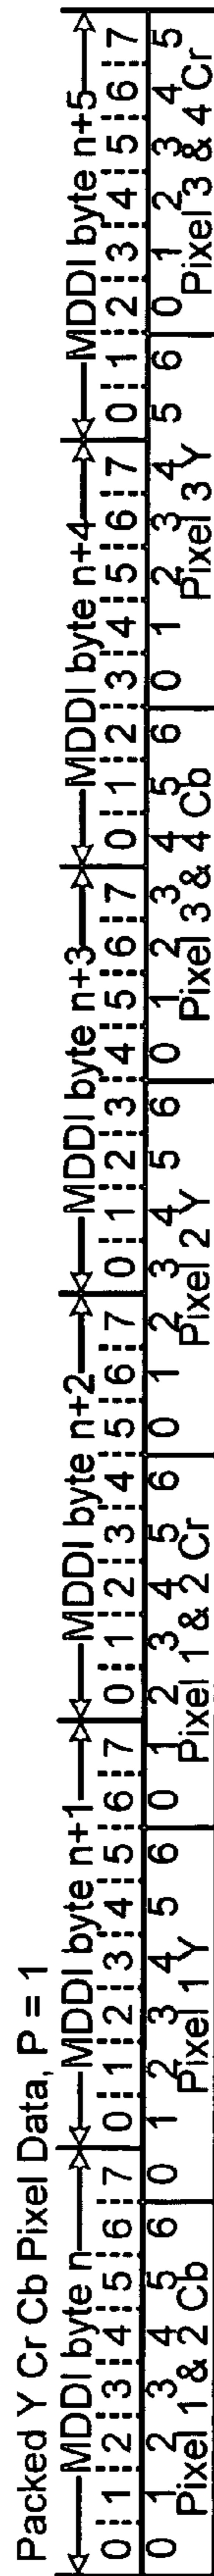 Packed Y Cr Cb Pixel Data, P = 1
MDDI byte n MDDI byte n+1 MDDI byte n+2 MDDI byte n+3 MDDI byte n+4 MDDI byte n+5
0 1 2 3 4 5 6 7 0 1 2 3 4 5 6 7 0 1 2 3 4 5 6 7 0 1 2 3 4 5 6 7 0 1 2 3 4 5 6 7 0 1 2 3 4 5 6 7
0 1 2 3 4 5 6 0 1 2 3 4 5 6 0 1 2 3 4 5 6 0 1 2 3 4 5 6 0 1 2 3 4 5 6 0 1 2 3 4 5 6 0 1 2 3 4 5
Pixel 1 & 2 Cb Pixel 1 Y Pixel 1 & 2 Cr Pixel 2 Y Pixel 3 & 4 Cb Pixel 3 Y Pixel 3 & 4 Cr